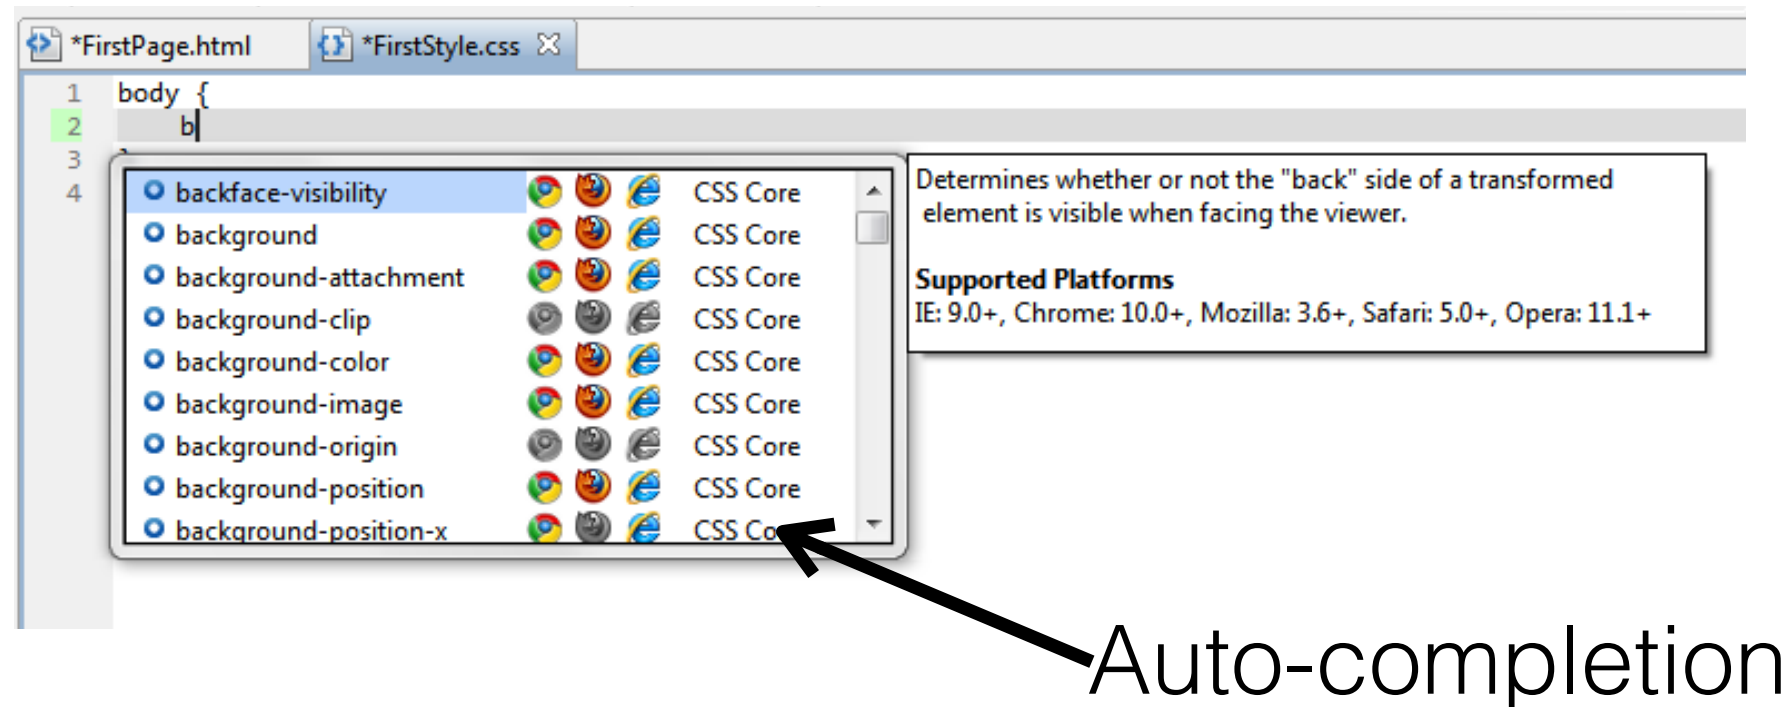 *FirstPage.html
*FirstStyle.css
1 body {
2 b
3
4
backface-visibility CSS Core
background CSS Core
background-attachment CSS Core
background-clip CSS Core
background-color CSS Core
background-image CSS Core
background-origin CSS Core
background-position CSS Core
background-position-x CSS
Determines whether or not the "back" side of a transformed
element is visible when facing the viewer.
Supported Platforms
IE: 9.0+, Chrome: 10.0+, Mozilla: 3.6+, Safari: 5.0+, Opera: 11.1+
Auto-completion